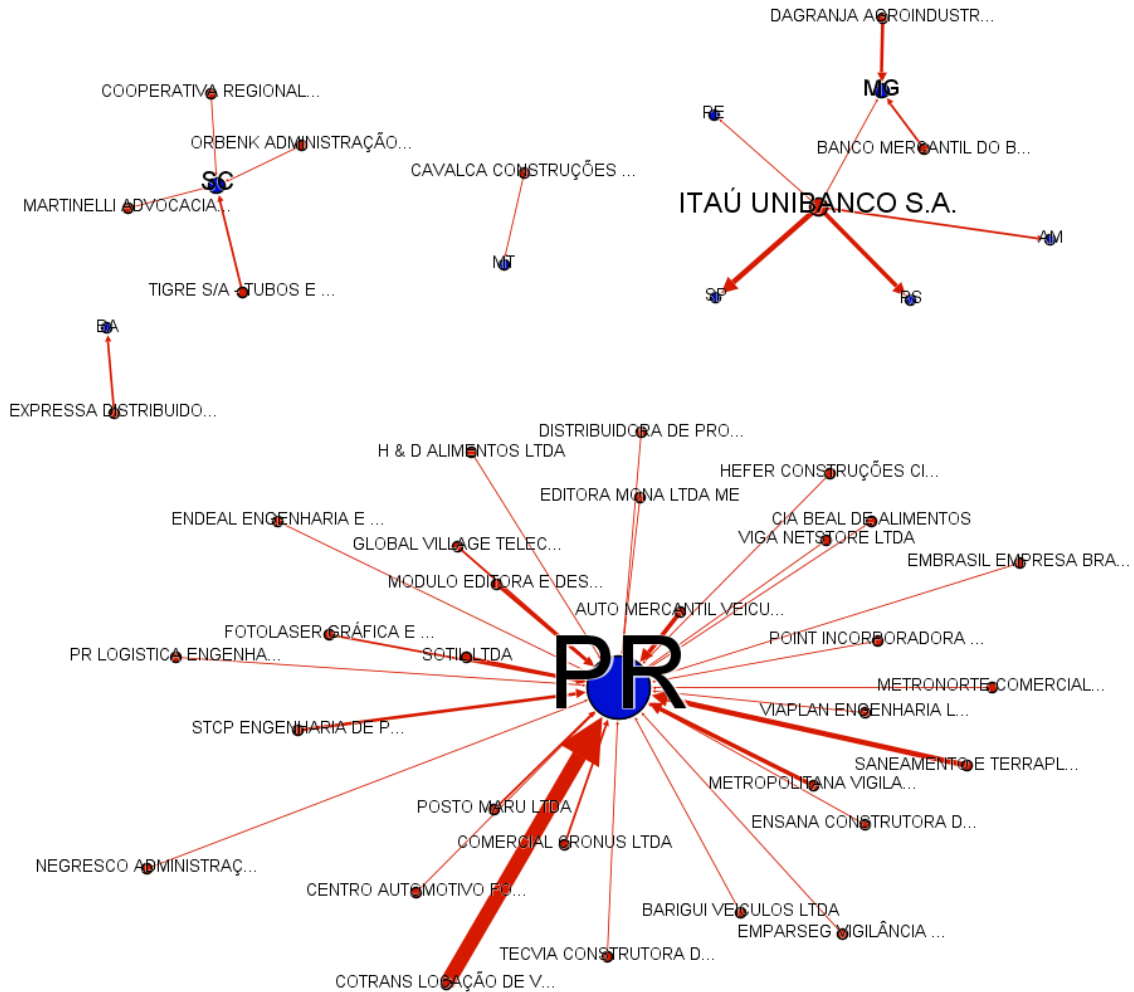 DAGRANJA AGROINDUSTR...
COOPERATIVA REGIONAL...
MG
PE
ORBENK ADMINISTRAÇÃO...
BANCO MERCANTIL DO B...
CAVALCA CONSTRUÇÕES ...
SC
ITAÚ UNIBANCO S.A.
MARTINELLI ADVOCACIA...
AM
MT
TIGRE S/A - TUBOS E ...
SP
RS
BA
EXPRESSA DISTRIBUIDO...
DISTRIBUIDORA DE PRO...
H & D ALIMENTOS LTDA
HEFER CONSTRUÇÕES CI...
EDITORA MONA LTDA ME
ENDEAL ENGENHARIA E ...
CIA BEAL DE ALIMENTOS
VIGA NETSTORE LTDA
GLOBAL VILLAGE TELEC...
EMBRASIL EMPRESA BRA...
MODULO EDITORA E DES...
AUTO MERCANTIL VEICU...
FOTOLASER GRÁFICA E ...
POINT INCORPORADORA ...
PR LOGISTICA ENGENHA...
SOTIL LTDA
PR
METRONORTE COMERCIAL...
VIAPLAN ENGENHARIA L...
STCP ENGENHARIA DE P...
SANEAMENTO E TERRAPL...
METROPOLITANA VIGILA...
POSTO MARU LTDA
ENSANA CONSTRUTORA D...
COMERCIAL CRONUS LTDA
NEGRESCO ADMINISTRAÇ...
CENTRO AUTOMOTIVO FO...
BARIGUI VEICULOS LTDA
EMPARSEG VIGILÂNCIA ...
TECVIA CONSTRUTORA D...
COTRANS LOCAÇÃO DE V...